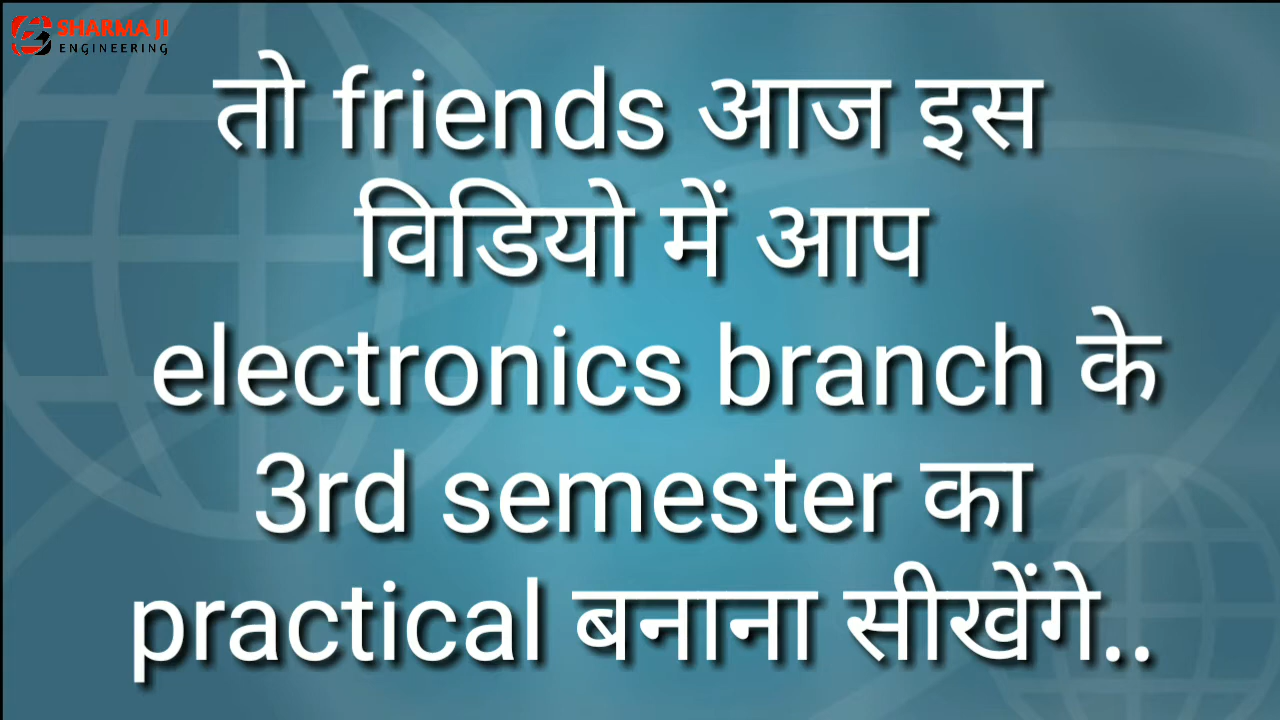 SHARMA JI
ENGINEERING
तो friends आज इस
विडियो में आप
electronics branch के
3rd semester का
practical बनाना सीखेंगे..